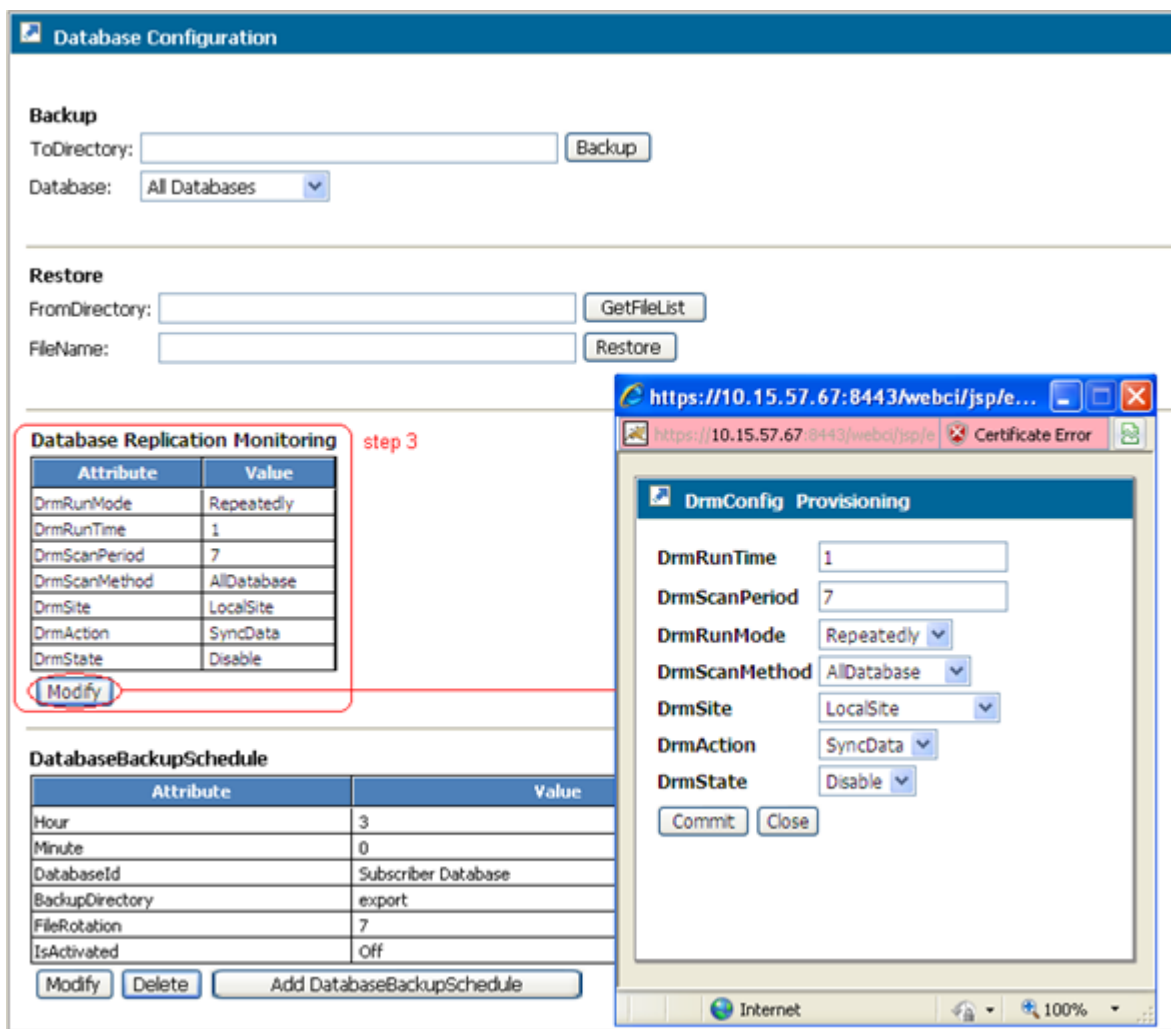 Database Configuration
Backup
ToDirectory: Backup
Database: All Databases
Restore
FromDirectory: GetFileList
FileName: Restore
Database Replication Monitoring step 3
Attribute Value
DrmRunMode Repeatedly
DrmRunTime 1
DrmScanPeriod 7
DrmScanMethod AllDatabase
DrmSite LocalSite
DrmAction SyncData
DrmState Disable
Modify
DatabaseBackupSchedule
Attribute Value
Hour 3
Minute 0
DatabaseId Subscriber Database
BackupDirectory export
FileRotation 7
IsActivated Off
Modify Delete Add DatabaseBackupSchedule
https://10.15.57.67:8443/webci/jsp/e...
https://10.15.57.67:8443/webci/jsp/e Certificate Error
DrmConfig Provisioning
DrmRunTime 1
DrmScanPeriod 7
DrmRunMode Repeatedly
DrmScanMethod AllDatabase
DrmSite LocalSite
DrmAction SyncData
DrmState Disable
Commit Close
Internet 100%